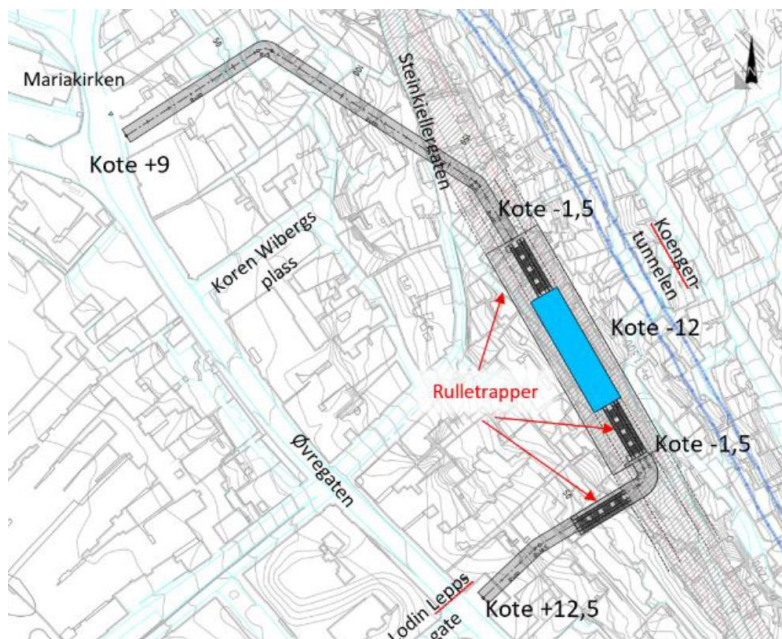 Mariakirken
Kote +9
Steinkjellergaten
Kote -1,5
Koengen-
tunnelen
Koren Wibergs
plass
Kote -12
Rulletrapper
Øvregaten
Kote -1,5
Lodin Lepps
gate
Kote +12,5